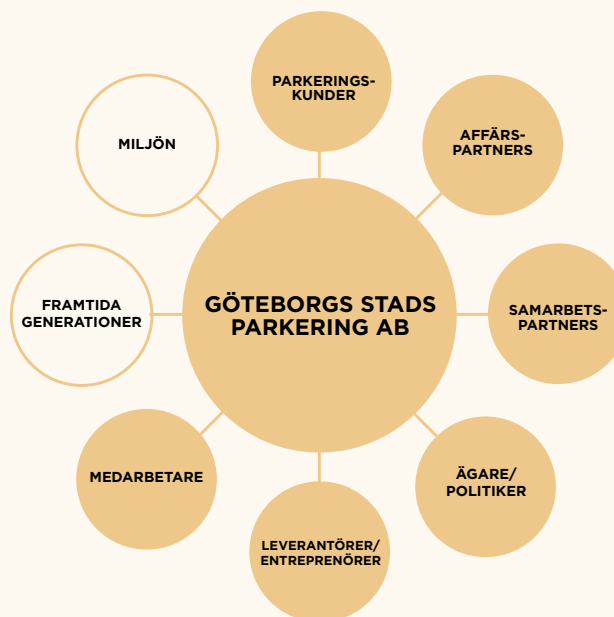 PARKERINGS-
KUNDER
AFFÄRS-
PARTNERS
MILJÖN
GÖTEBORGS STADS
PARKERING AB
SAMARBETS-
PARTNERS
FRAMTIDA
GENERATIONER
MEDARBETARE
ÄGARE/
POLITIKER
LEVERANTÖRER/
ENTREPRENÖRER